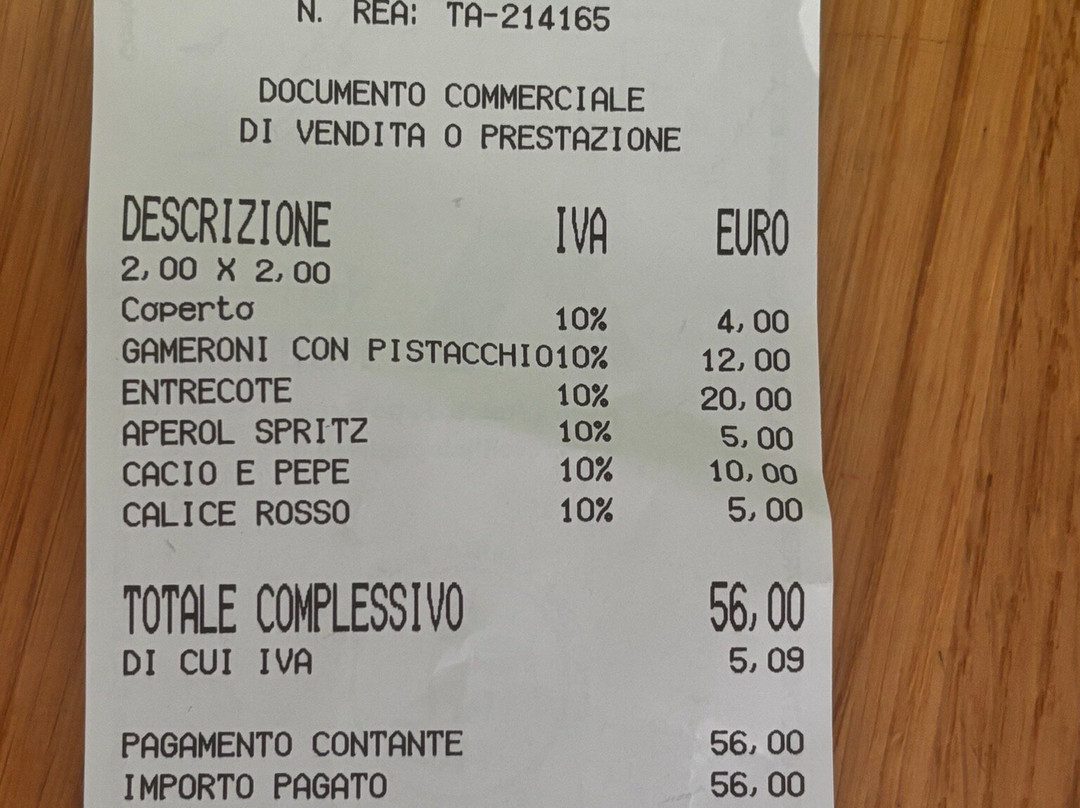 N. REA: TA-214165
DOCUMENTO COMMERCIALE
DI VENDITA O PRESTAZIONE
DESCRIZIONE IVA EURO
2,00 X 2,00
Coperto 10% 4,00
GAMERONI CON PISTACCHIO10% 12,00
ENTRECOTE 10% 20,00
APEROL SPRITZ 10% 5,00
CACIO E PEPE 10% 10,00
CALICE ROSSO 10% 5,00
TOTALE COMPLESSIVO 56,00
DI CUI IVA 5,09
PAGAMENTO CONTANTE 56,00
IMPORTO PAGATO 56,00